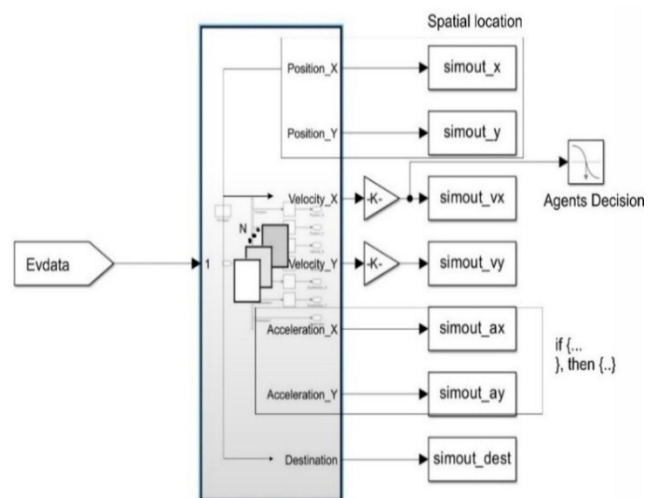 Spatial location
Position_X
simout_x
Position_Y
simout_y
Velocity_X
-K-
simout_vx
Agents Decision
N
Evdata
1
Velocity_Y
-K-
simout_vy
Acceleration_X
simout_ax
if {...
}, then {..}
Acceleration_Y
simout_ay
Destination
simout_dest